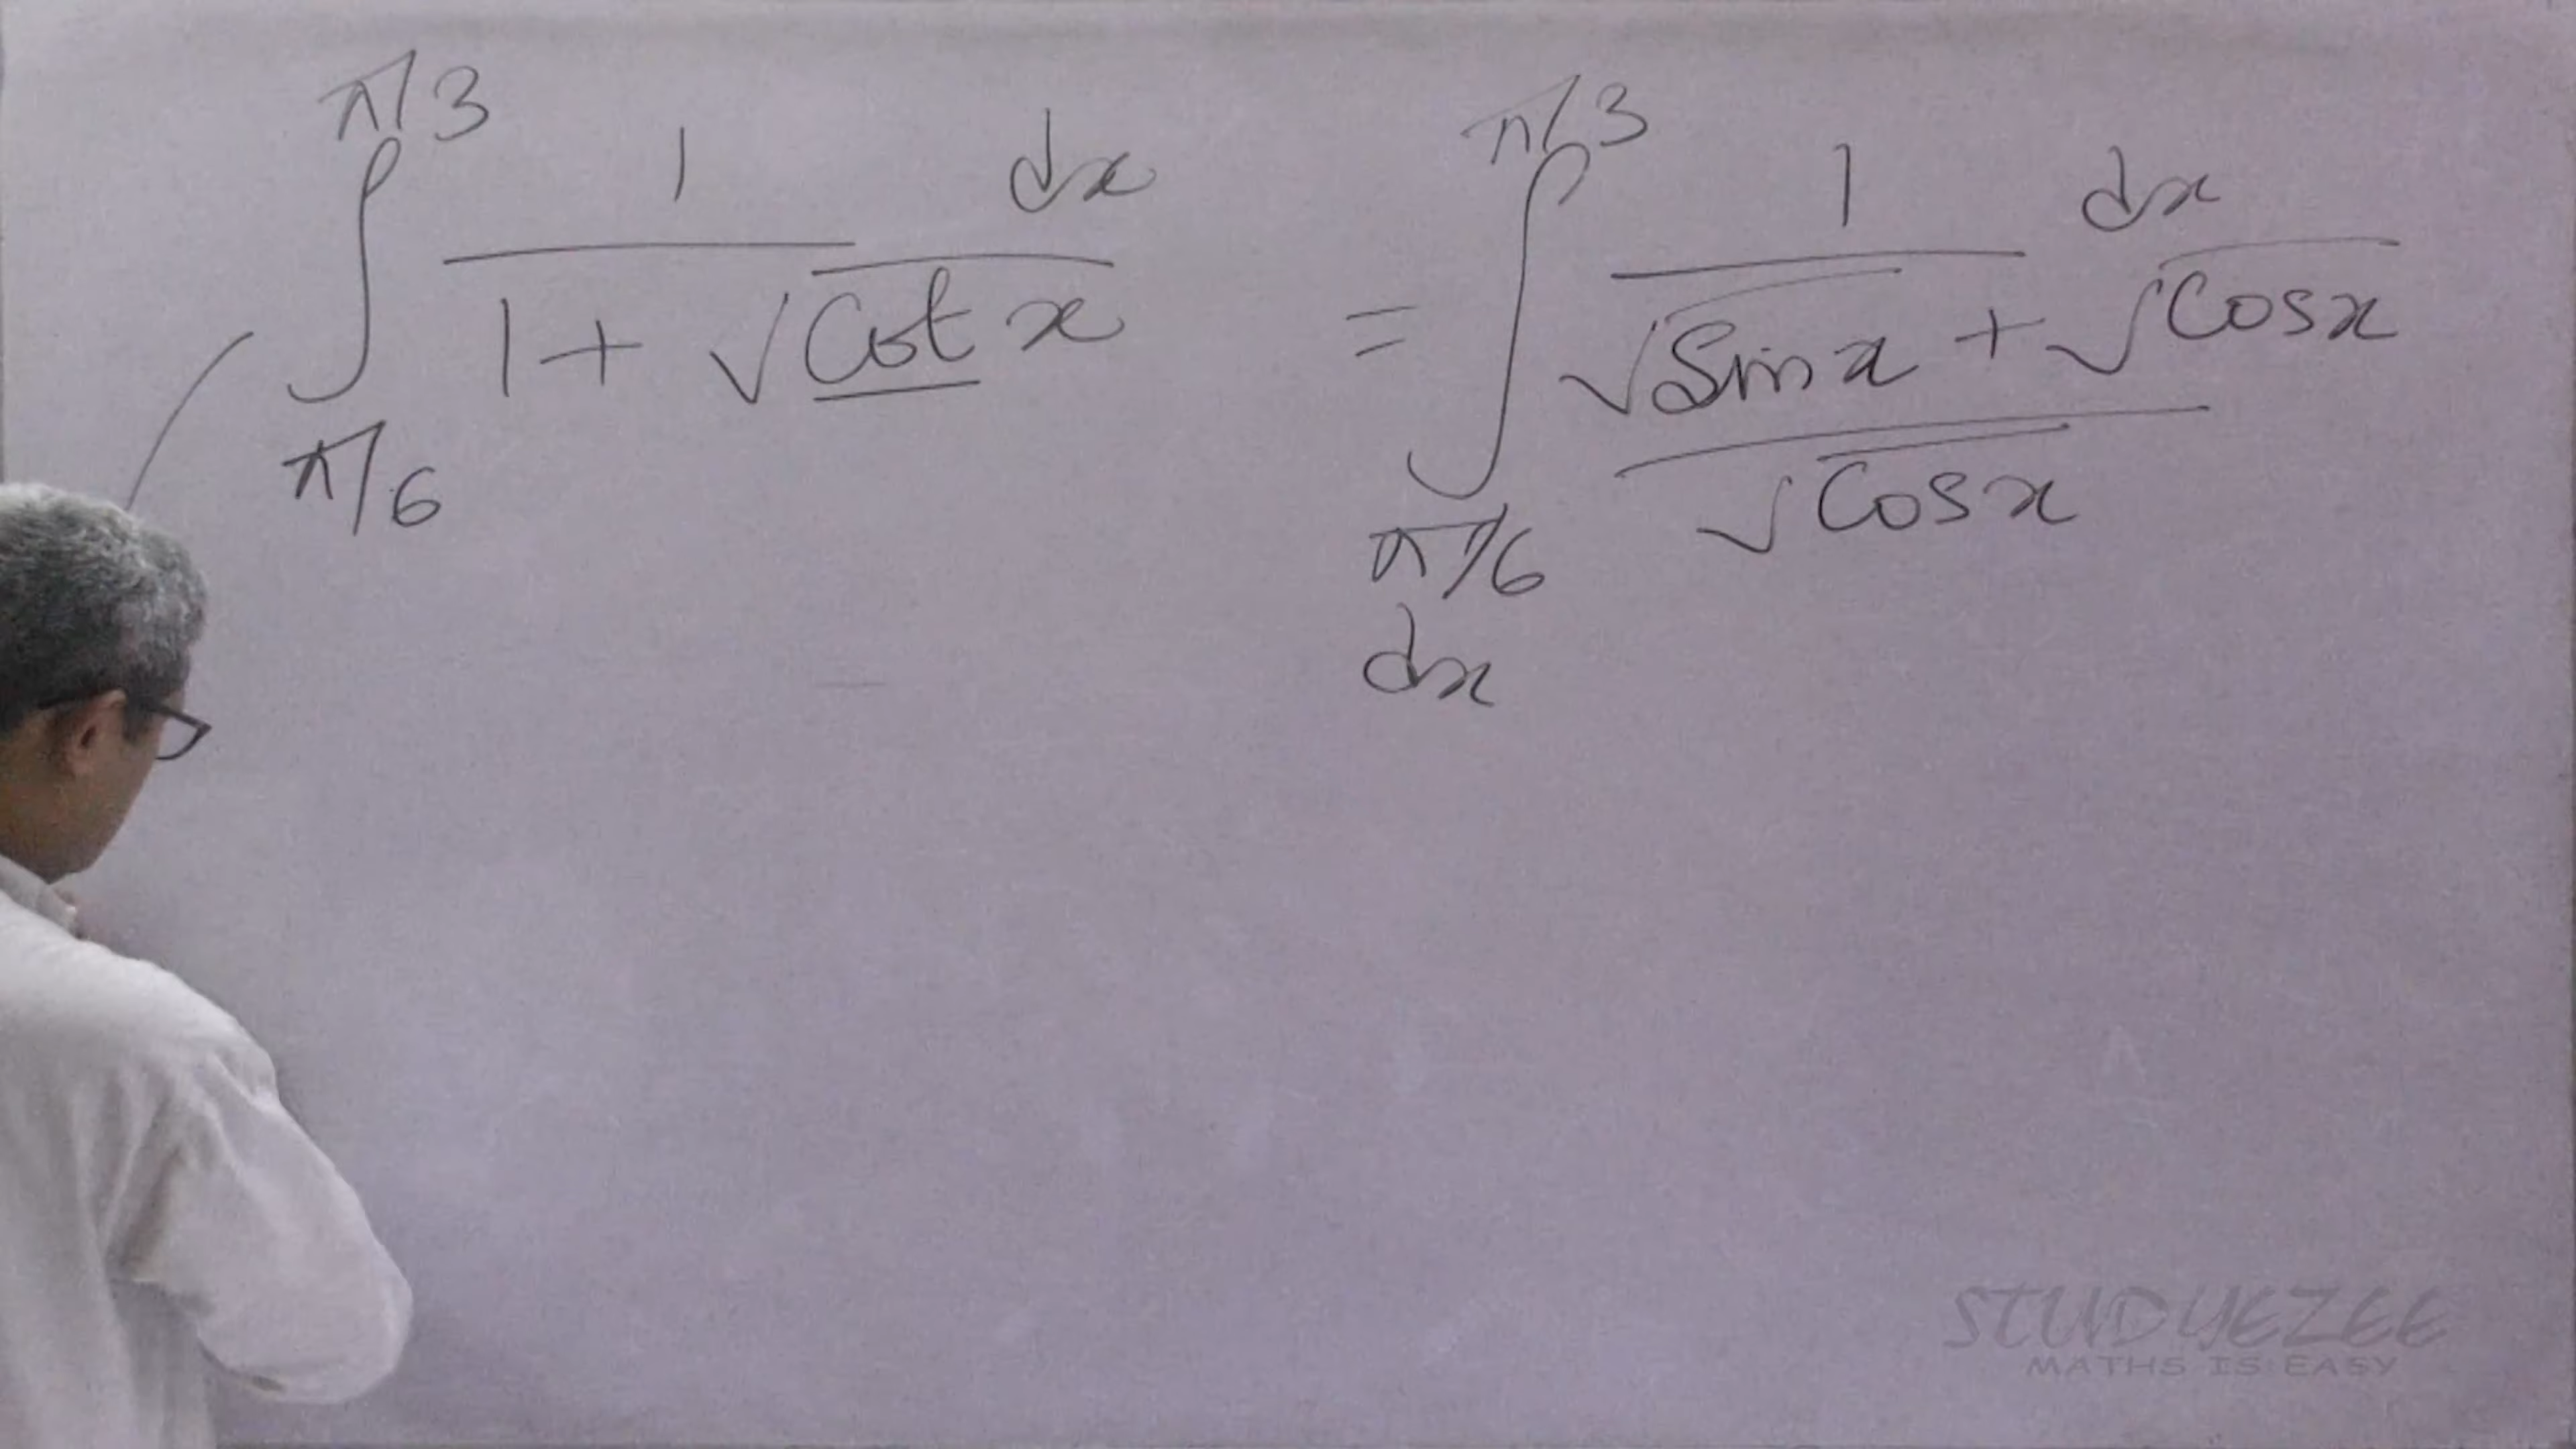 π/3 π/3
∫ 1 / 1 + √Cot x dx = ∫ 1 / √Sin x + √Cos x dx
π/6 π/6 √Cos x
dx
STUDYEZEE
MATHS IS EASY